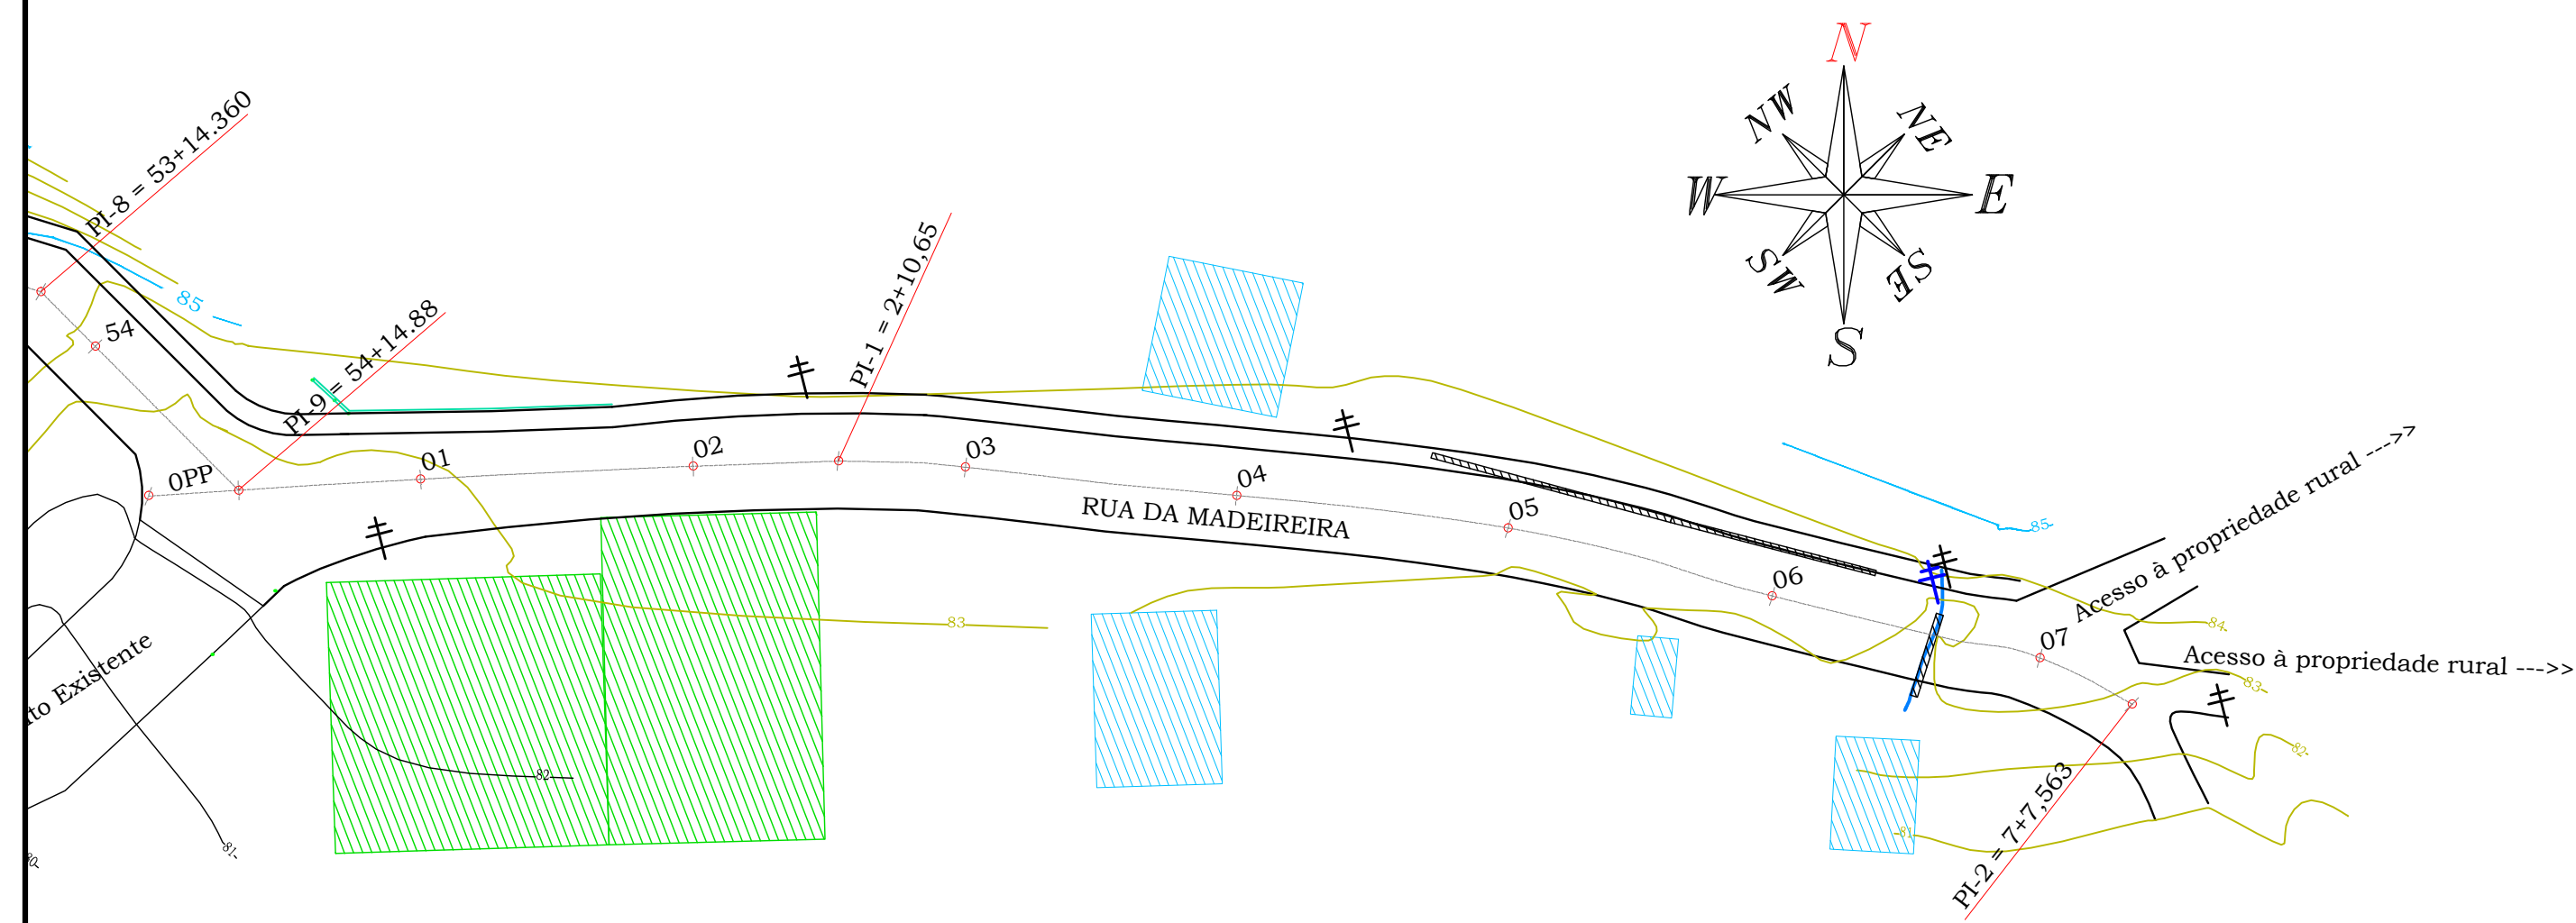 N
NW
NE
W
E
SW
SE
S
PI-8 = 53+14.360
85
54
PI-9 = 54+14.88
PI-1 = 2+10,65
0PP
01
02
03
04
05
06
07
RUA DA MADEIREIRA
85
Acesso à propriedade rural --->>
84
Acesso à propriedade rural --->>
83
83
82
82
81
81
PI-2 = 7+7,563
Existente